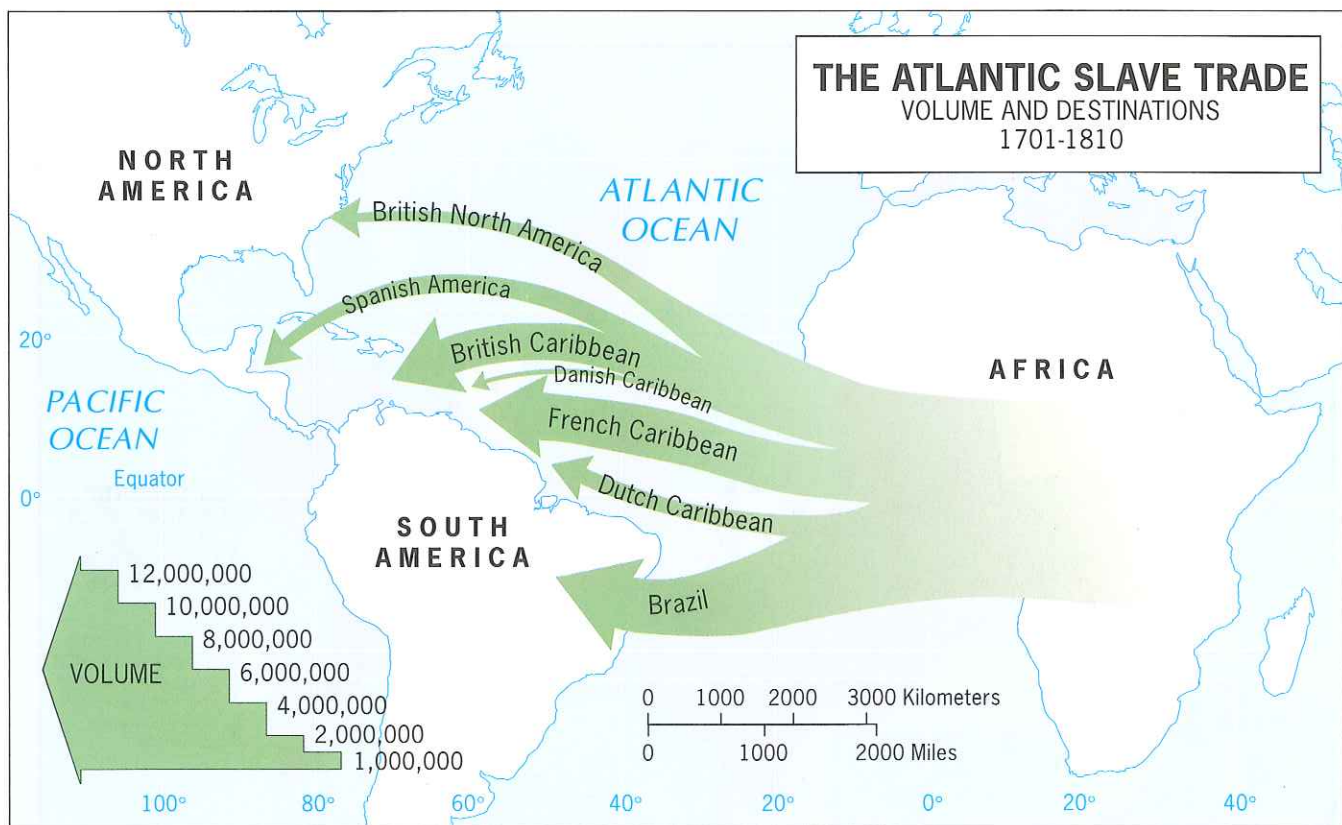 THE ATLANTIC SLAVE TRADE
VOLUME AND DESTINATIONS
1701-1810
NORTH
AMERICA
ATLANTIC
OCEAN
British North America
Spanish America
British Caribbean
Danish Caribbean
French Caribbean
Dutch Caribbean
Brazil
AFRICA
20°
PACIFIC
OCEAN
Equator
0°
SOUTH
AMERICA
VOLUME
12,000,000
10,000,000
8,000,000
6,000,000
4,000,000
2,000,000
1,000,000
0 1000 2000 3000 Kilometers
0 1000 2000 Miles
100° 80° 60° 40° 20° 0° 20° 40°